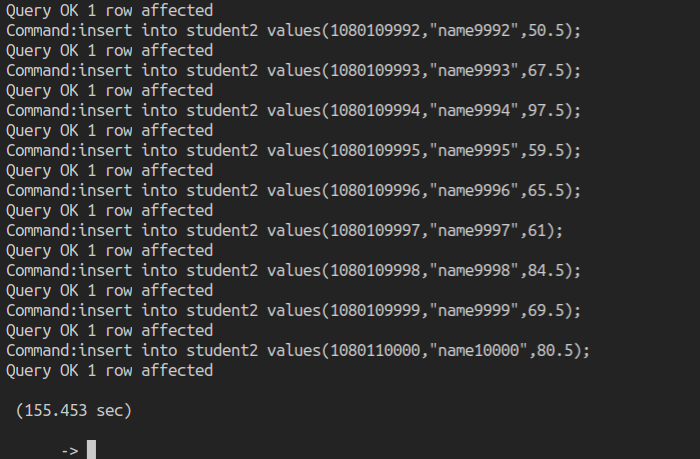 Query OK 1 row affected
Command:insert into student2 values(1080109992,"name9992",50.5);
Query OK 1 row affected
Command:insert into student2 values(1080109993,"name9993",67.5);
Query OK 1 row affected
Command:insert into student2 values(1080109994,"name9994",97.5);
Query OK 1 row affected
Command:insert into student2 values(1080109995,"name9995",59.5);
Query OK 1 row affected
Command:insert into student2 values(1080109996,"name9996",65.5);
Query OK 1 row affected
Command:insert into student2 values(1080109997,"name9997",61);
Query OK 1 row affected
Command:insert into student2 values(1080109998,"name9998",84.5);
Query OK 1 row affected
Command:insert into student2 values(1080109999,"name9999",69.5);
Query OK 1 row affected
Command:insert into student2 values(1080110000,"name10000",80.5);
Query OK 1 row affected
(155.453 sec)
->